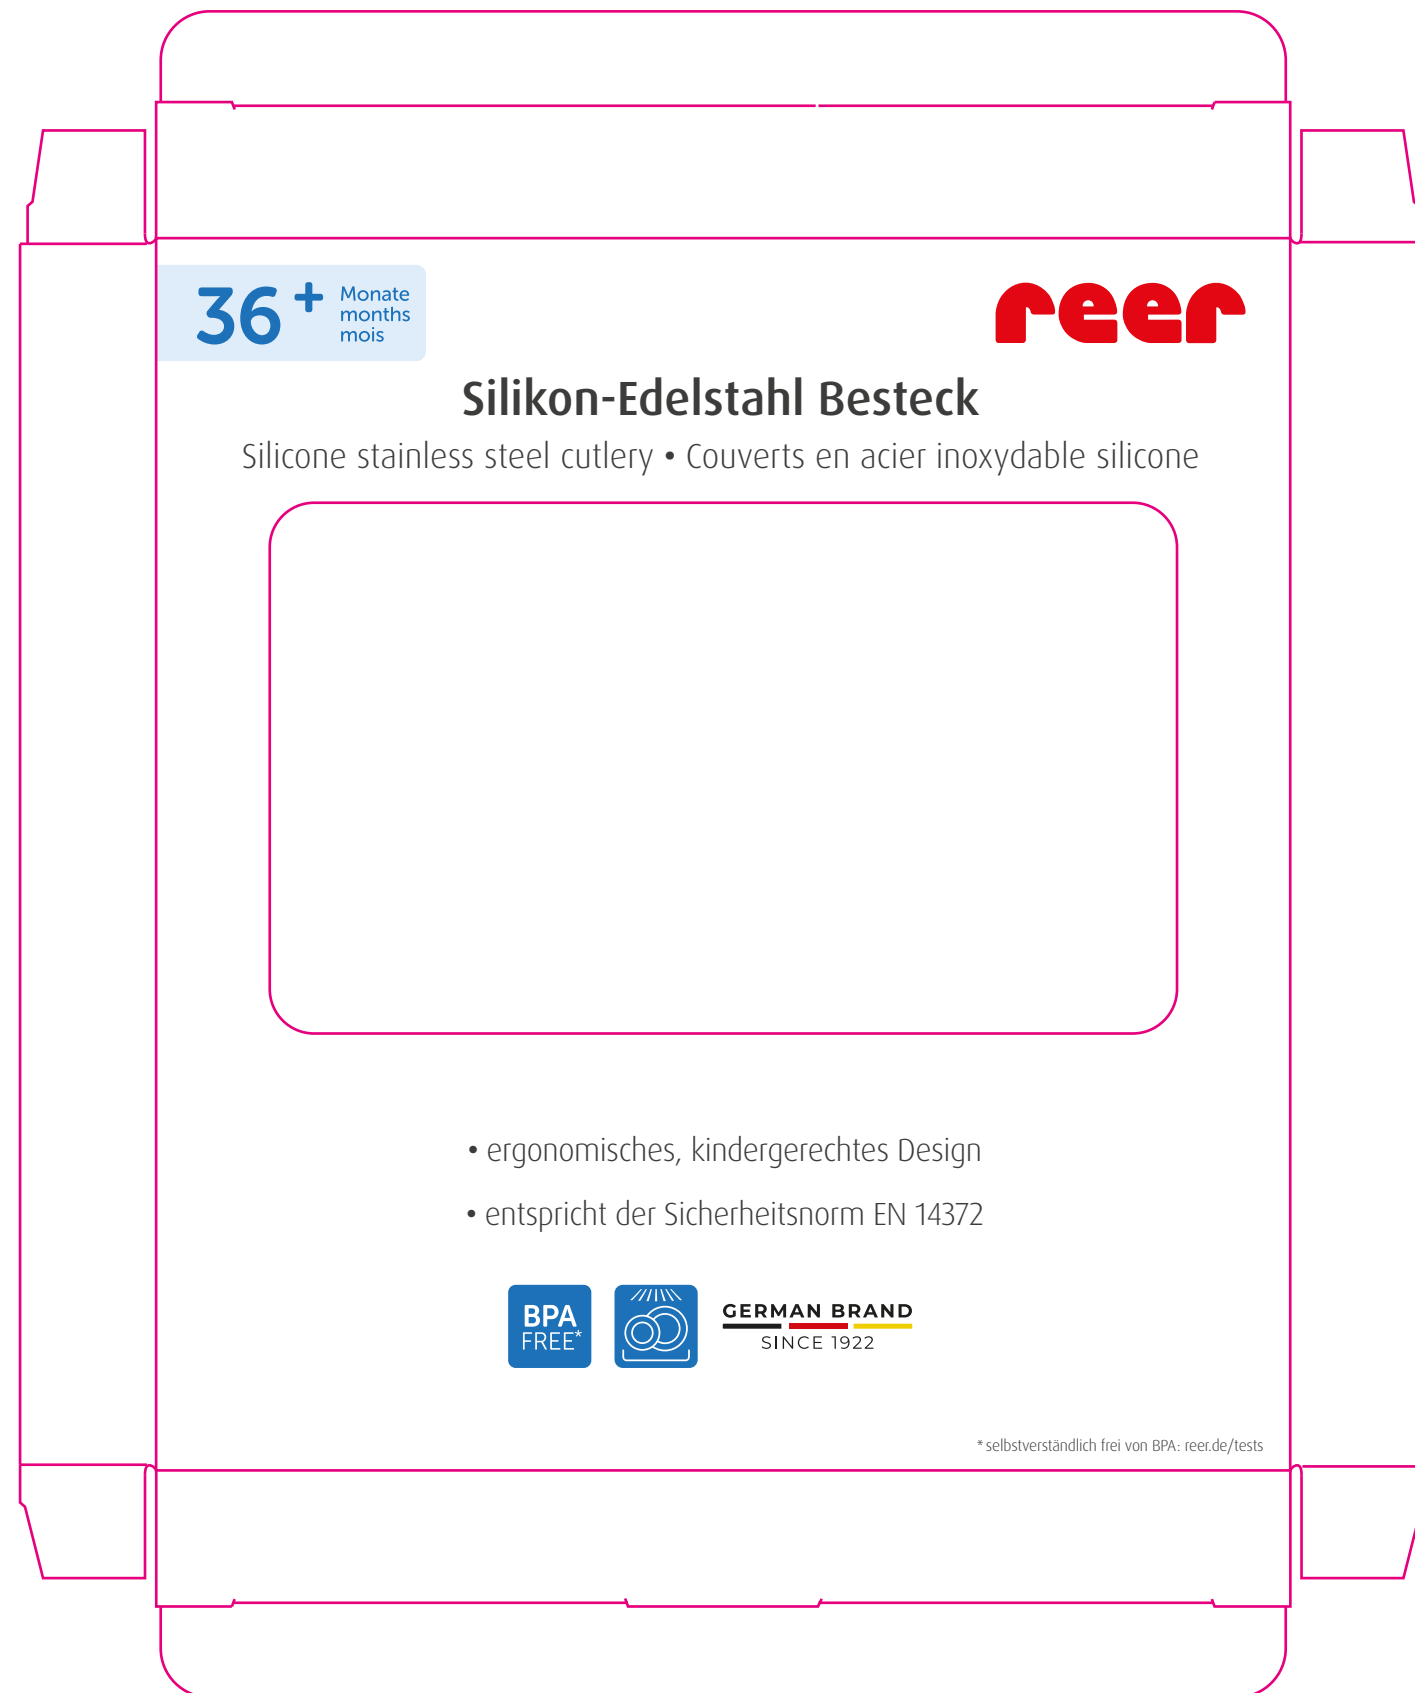 36+ Monate
months
mois
reer
Silikon-Edelstahl Besteck
Silicone stainless steel cutlery • Couverts en acier inoxydable silicone
• ergonomisches, kindergerechtes Design
• entspricht der Sicherheitsnorm EN 14372
BPA
FREE*
GERMAN BRAND
SINCE 1922
* selbstverständlich frei von BPA: reer.de/tests